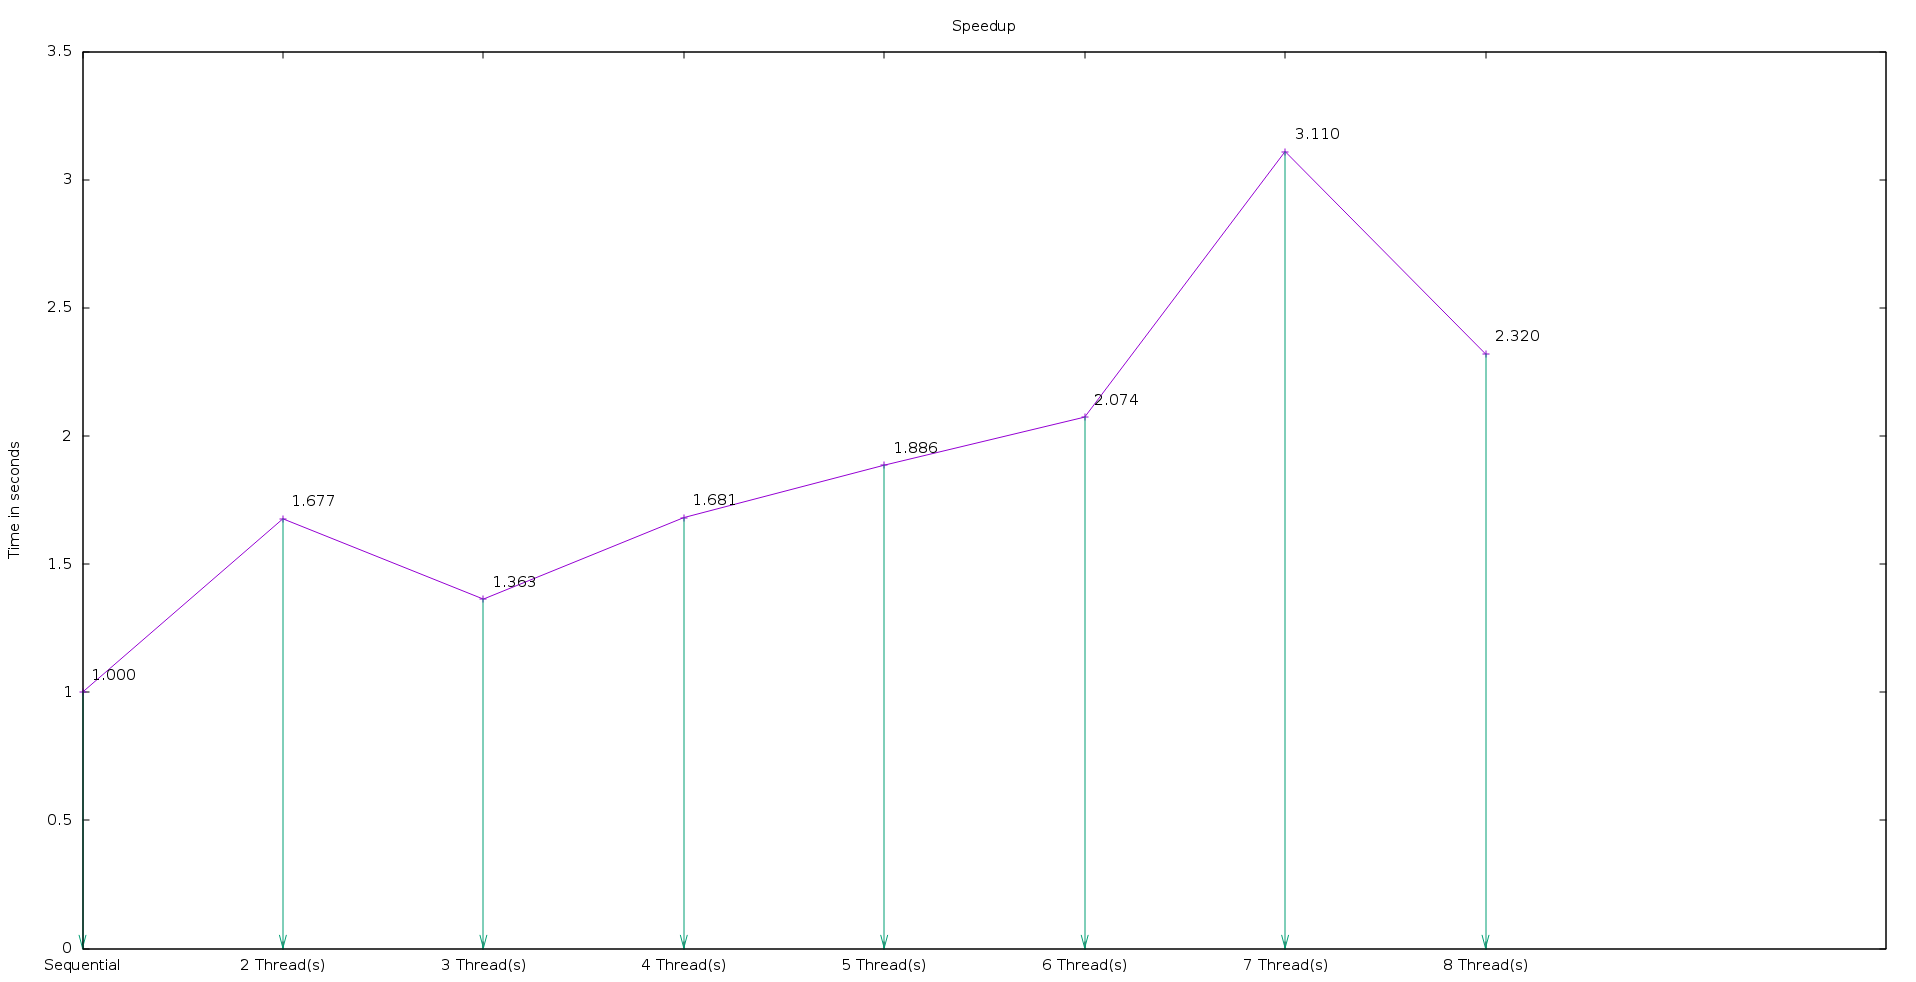 Speedup
3.5
3
2.5
2
1.5
1
0.5
0
Time in seconds
1.000
1.677
1.363
1.681
1.886
2.074
3.110
2.320
Sequential
2 Thread(s)
3 Thread(s)
4 Thread(s)
5 Thread(s)
6 Thread(s)
7 Thread(s)
8 Thread(s)